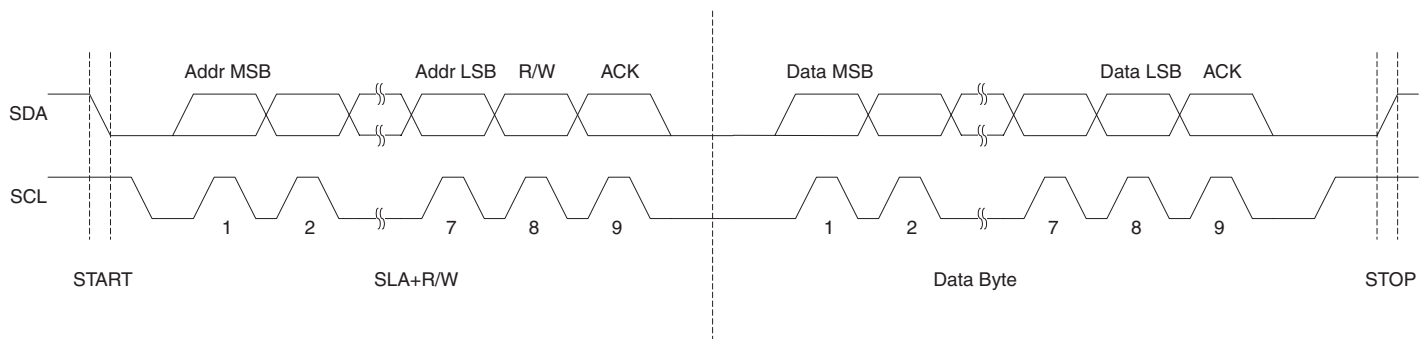 Addr MSB Addr LSB R/W ACK Data MSB Data LSB ACK
SDA
SCL
1 2 7 8 9 1 2 7 8 9
START SLA+R/W Data Byte STOP